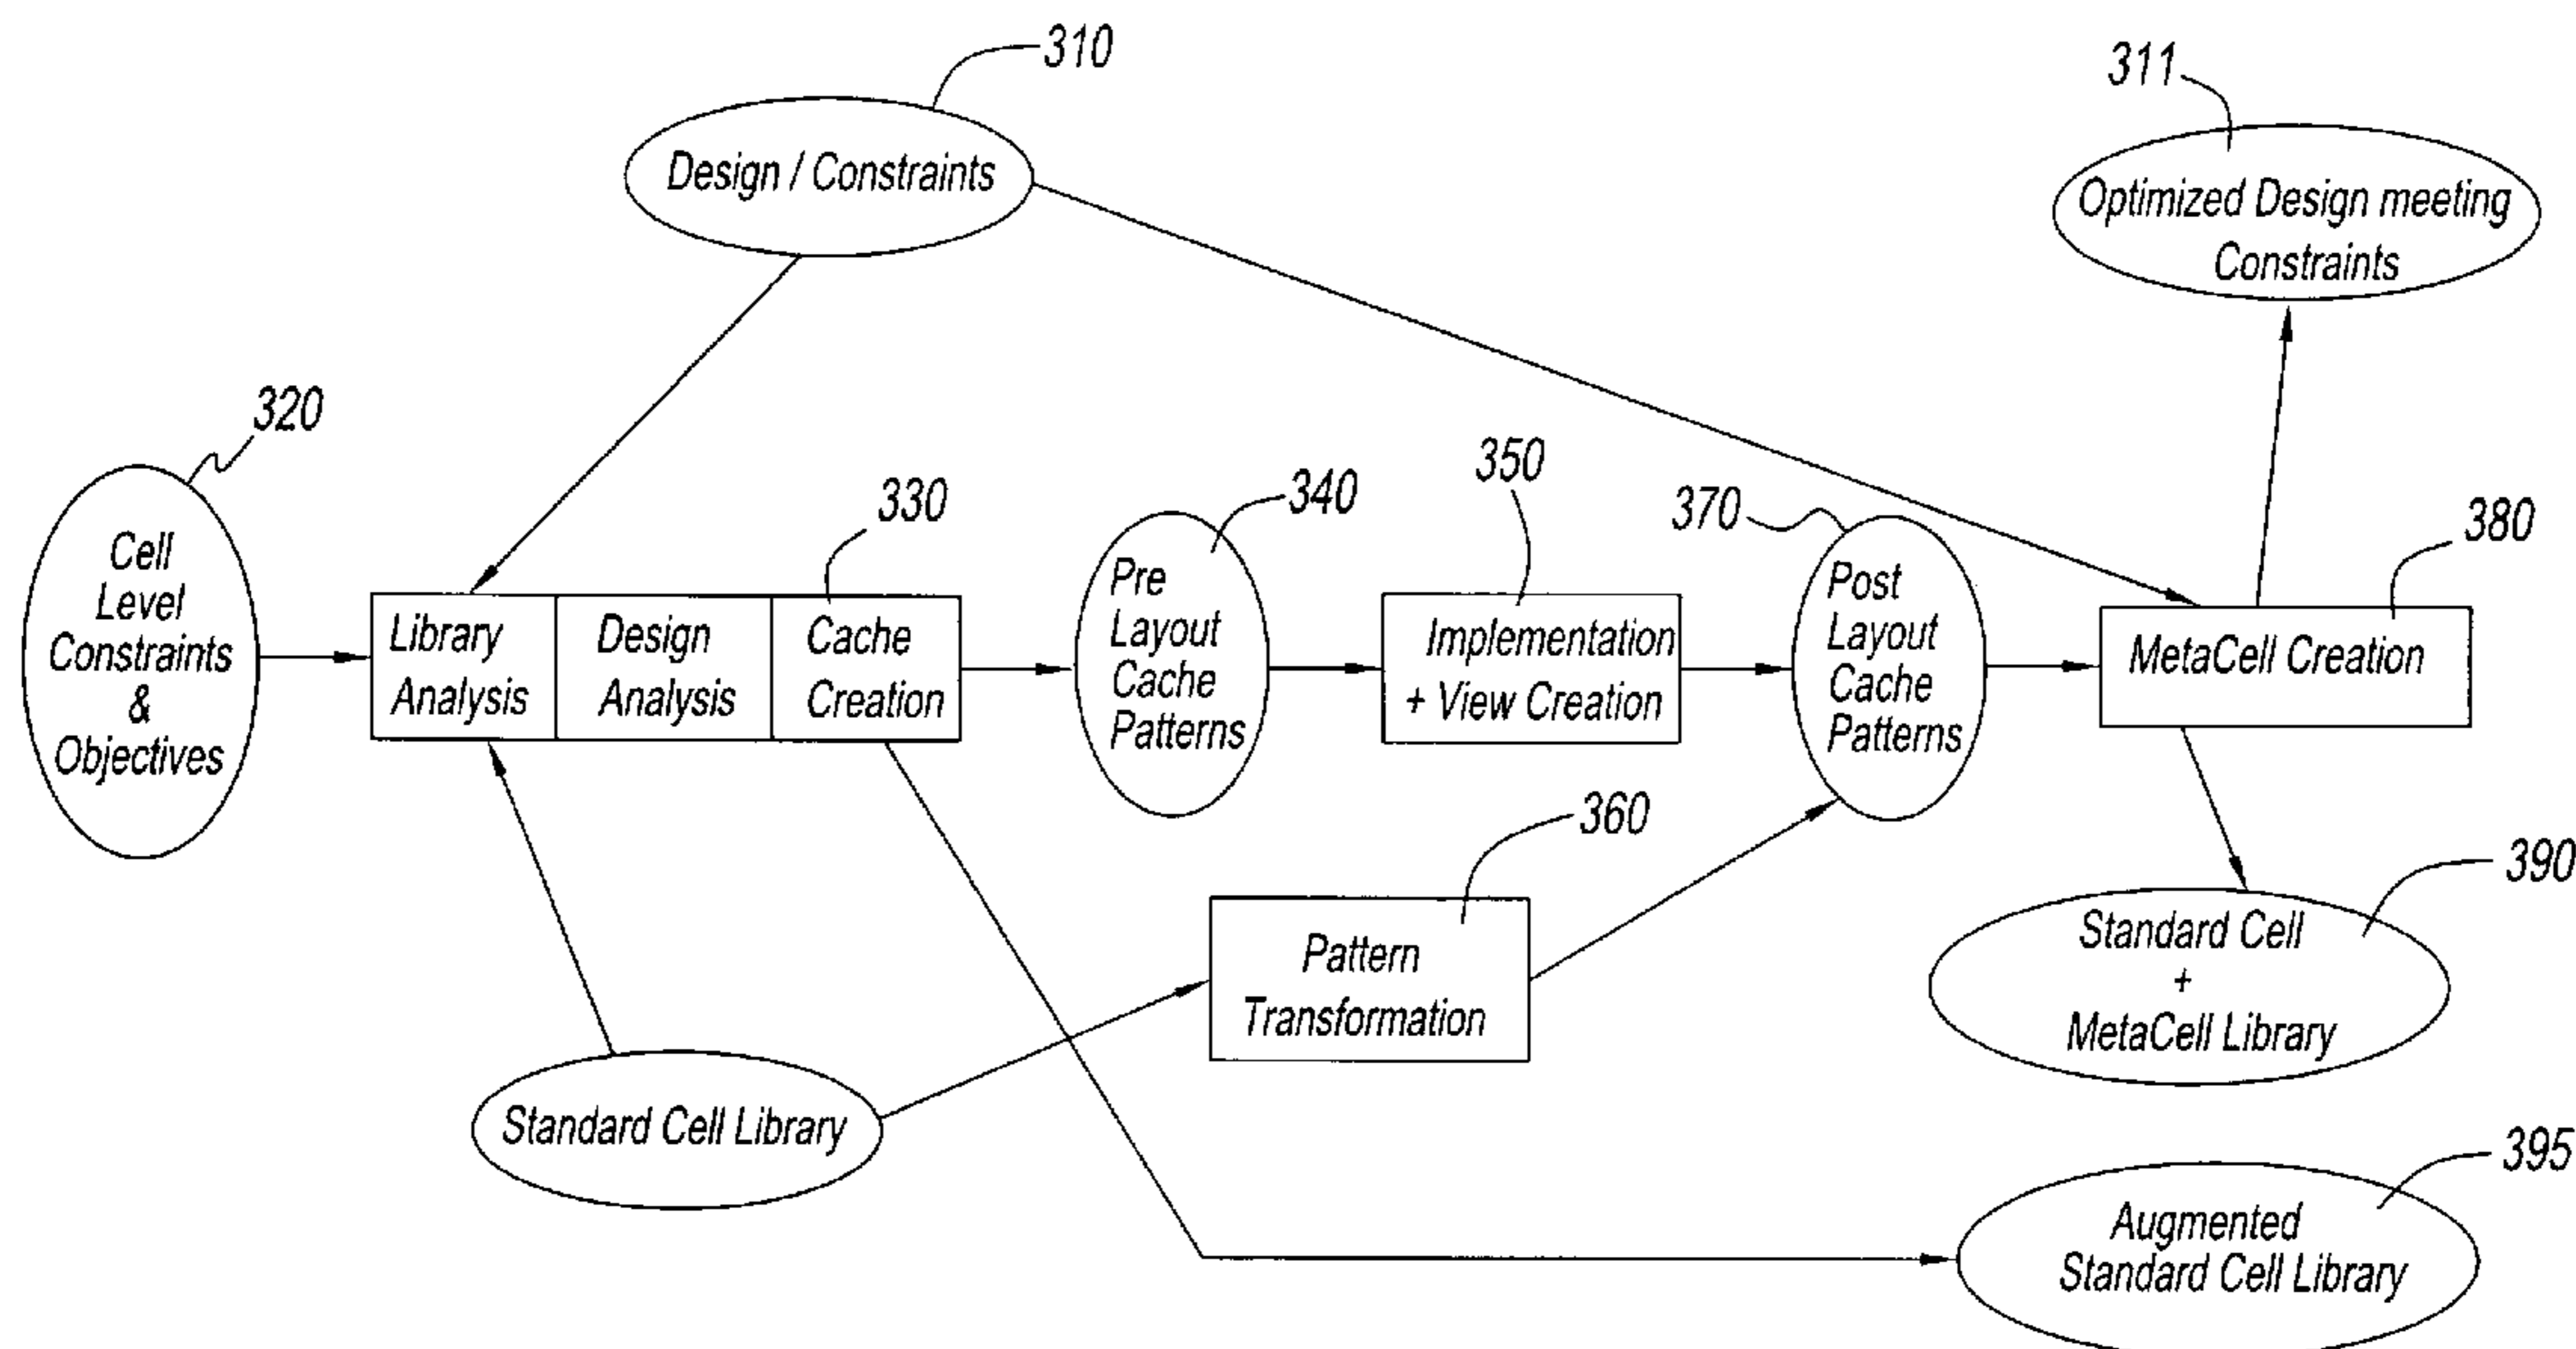 310
311
Design / Constraints
Optimized Design meeting
Constraints
320
Cell
Level
Constraints
&
Objectives
330
Library
Analysis
Design
Analysis
Cache
Creation
340
Pre
Layout
Cache
Patterns
350
Implementation
+ View Creation
370
Post
Layout
Cache
Patterns
380
MetaCell Creation
360
Pattern
Transformation
390
Standard Cell
+
MetaCell Library
Standard Cell Library
395
Augmented
Standard Cell Library